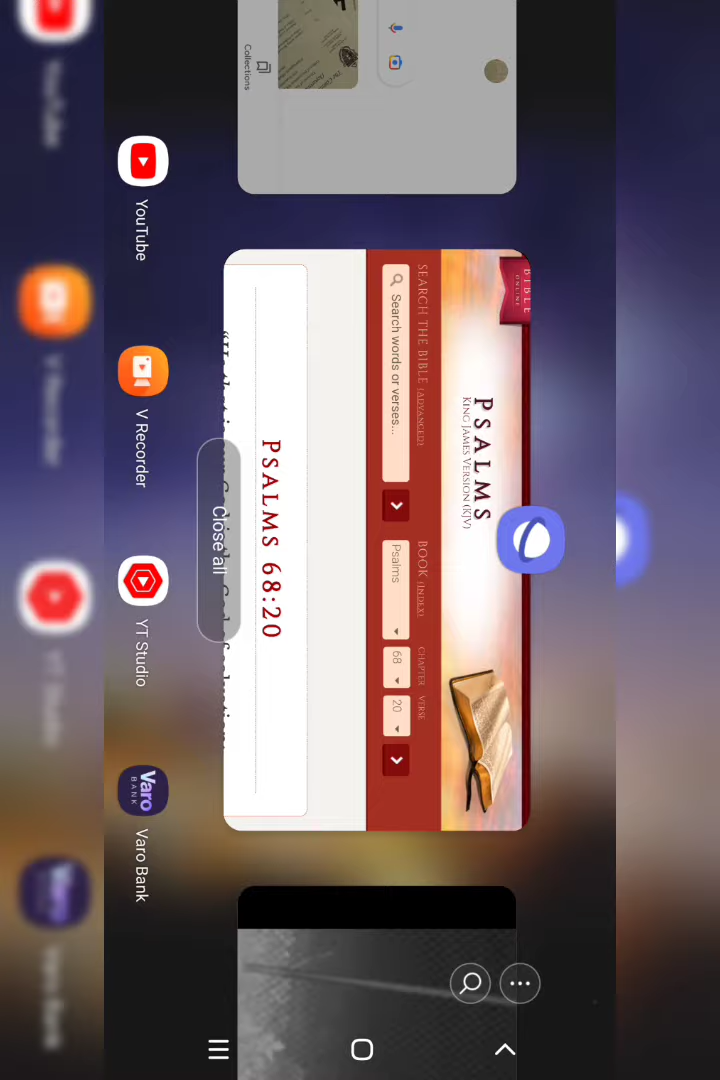 Collections
BIBLE
ONLINE
PSALMS
KING JAMES VERSION (KJV)
SEARCH THE BIBLE (ADVANCED)
BOOK (INDEX)
CHAPTER
VERSE
Search words or verses...
Psalms
68
20
PSALMS 68:20
Close all
YouTube
V Recorder
YT Studio
Varo
BANK
Varo Bank